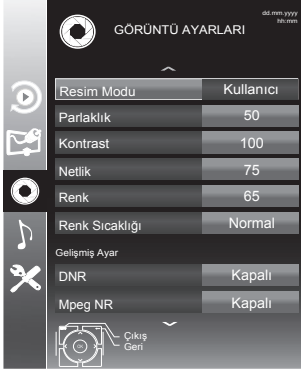 dd.mm.yyyy
hh:mm
GÖRÜNTÜ AYARLARI
Resim Modu Kullanıcı
Parlaklık 50
Kontrast 100
Netlik 75
Renk 65
Renk Sıcaklığı Normal
Gelişmiş Ayar
DNR Kapalı
Mpeg NR Kapalı
OK
Çıkış
Geri